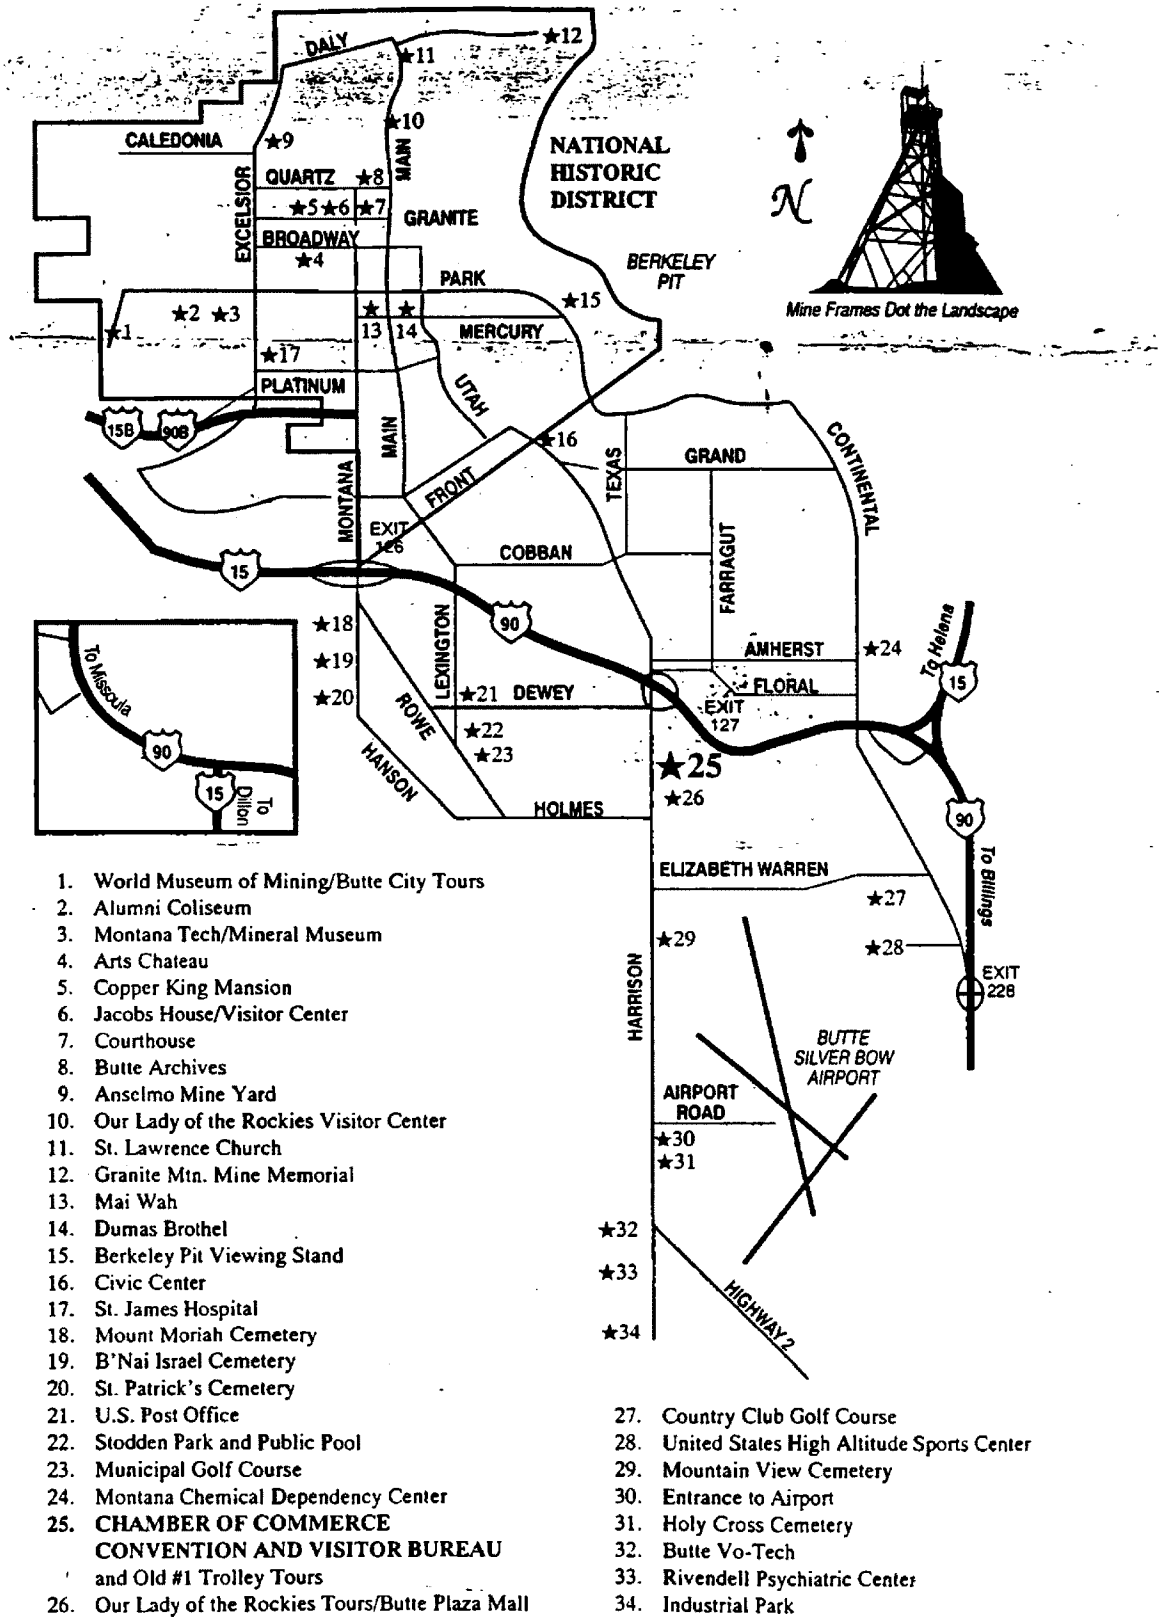 DALY
★12
★11
★10
CALEDONIA
★9
MAIN
NATIONAL
HISTORIC
DISTRICT
N
QUARTZ
★8
EXCELSIOR
★5 ★6 ★7
GRANITE
BROADWAY
★4
BERKELEY
PIT
PARK
★15
Mine Frames Dot the Landscape
★1
★2 ★3
13 14
MERCURY
★17
PLATINUM
UTAH
15B 90B
MAIN
★16
TEXAS
GRAND
CONTINENTAL
FRONT
MONTANA
EXIT
126
COBBAN
FARRAGUT
15
90
★18
LEXINGTON
AMHERST
★24
To Helena
15
To Missoula
★19
★20
★21
DEWEY
FLORAL
EXIT
127
ROWE
★22
★23
90
15
To
Dillon
HANSON
★25
★26
HOLMES
90
To Billings
ELIZABETH WARREN
★27
★29
★28
HARRISON
EXIT
228
BUTTE
SILVER BOW
AIRPORT
AIRPORT
ROAD
★30
★31
★32
★33
★34
HIGHWAY 2
1. World Museum of Mining/Butte City Tours
2. Alumni Coliseum
3. Montana Tech/Mineral Museum
4. Arts Chateau
5. Copper King Mansion
6. Jacobs House/Visitor Center
7. Courthouse
8. Butte Archives
9. Anselmo Mine Yard
10. Our Lady of the Rockies Visitor Center
11. St. Lawrence Church
12. Granite Mtn. Mine Memorial
13. Mai Wah
14. Dumas Brothel
15. Berkeley Pit Viewing Stand
16. Civic Center
17. St. James Hospital
18. Mount Moriah Cemetery
19. B'Nai Israel Cemetery
20. St. Patrick's Cemetery
21. U.S. Post Office
22. Stodden Park and Public Pool
23. Municipal Golf Course
24. Montana Chemical Dependency Center
25. CHAMBER OF COMMERCE
CONVENTION AND VISITOR BUREAU
and Old #1 Trolley Tours
26. Our Lady of the Rockies Tours/Butte Plaza Mall
27. Country Club Golf Course
28. United States High Altitude Sports Center
29. Mountain View Cemetery
30. Entrance to Airport
31. Holy Cross Cemetery
32. Butte Vo-Tech
33. Rivendell Psychiatric Center
34. Industrial Park